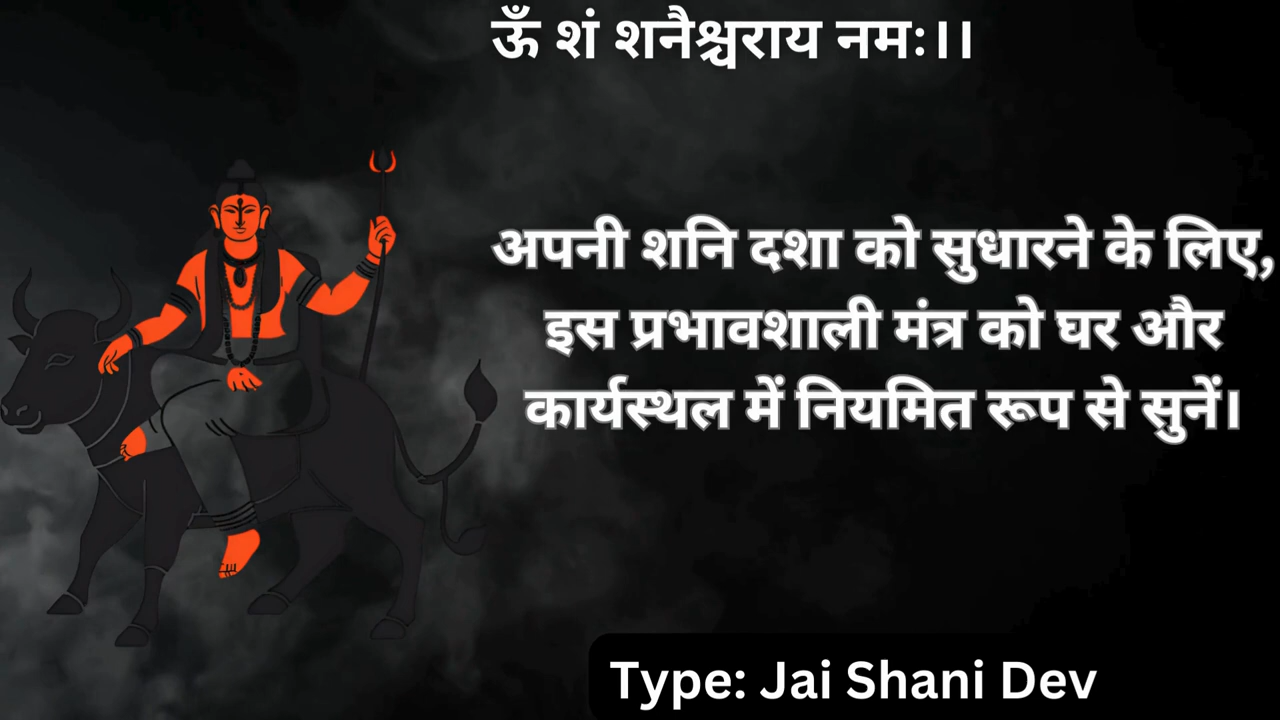 ऊँ शं शनैश्चराय नमः।।
अपनी शनि दशा को सुधारने के लिए,
इस प्रभावशाली मंत्र को घर और
कार्यस्थल में नियमित रूप से सुनें।
Type: Jai Shani Dev